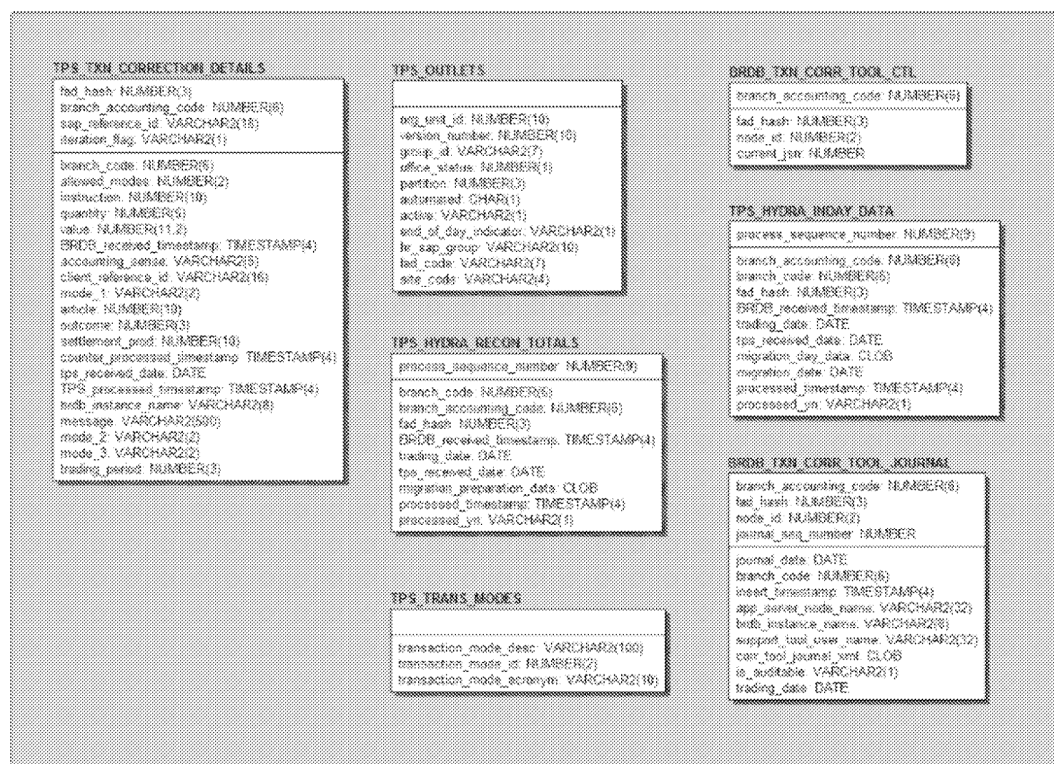 TPS_TXN_CORRECTION_DETAILS
fad_hash: NUMBER(3)
branch_accounting_code: NUMBER(6)
sap_reference_id: VARCHAR2(18)
iteration_flag: VARCHAR2(1)
branch_code: NUMBER(6)
allowed_modes: NUMBER(2)
instruction: NUMBER(10)
quantity: NUMBER(5)
value: NUMBER(11,2)
BRDB_received_timestamp: TIMESTAMP(4)
accounting_sense: VARCHAR2(5)
client_reference_id: VARCHAR2(16)
mode_1: VARCHAR2(2)
article: NUMBER(10)
outcome: NUMBER(3)
settlement_prod: NUMBER(10)
counter_processed_timestamp: TIMESTAMP(4)
tps_received_date: DATE
TPS_processed_timestamp: TIMESTAMP(4)
brdb_instance_name: VARCHAR2(8)
message: VARCHAR2(500)
mode_2: VARCHAR2(2)
mode_3: VARCHAR2(2)
trading_period: NUMBER(3)
TPS_OUTLETS
org_unit_id: NUMBER(10)
version_number: NUMBER(10)
group_id: VARCHAR2(7)
office_status: NUMBER(1)
partition: NUMBER(3)
automated: CHAR(1)
active: VARCHAR2(1)
end_of_day_indicator: VARCHAR2(1)
hr_sap_group: VARCHAR2(10)
fad_code: VARCHAR2(7)
site_code: VARCHAR2(4)
TPS_HYDRA_RECON_TOTALS
process_sequence_number: NUMBER(9)
branch_code: NUMBER(6)
branch_accounting_code: NUMBER(6)
fad_hash: NUMBER(3)
BRDB_received_timestamp: TIMESTAMP(4)
trading_date: DATE
tps_received_date: DATE
migration_preparation_data: CLOB
processed_timestamp: TIMESTAMP(4)
processed_yn: VARCHAR2(1)
TPS_TRANS_MODES
transaction_mode_desc: VARCHAR2(100)
transaction_mode_id: NUMBER(2)
transaction_mode_acronym: VARCHAR2(10)
BRDB_TXN_CORR_TOOL_CTL
branch_accounting_code: NUMBER(6)
fad_hash: NUMBER(3)
node_id: NUMBER(2)
current_jsn: NUMBER
TPS_HYDRA_INDAY_DATA
process_sequence_number: NUMBER(9)
branch_accounting_code: NUMBER(6)
branch_code: NUMBER(6)
fad_hash: NUMBER(3)
BRDB_received_timestamp: TIMESTAMP(4)
trading_date: DATE
tps_received_date: DATE
migration_day_data: CLOB
migration_date: DATE
processed_timestamp: TIMESTAMP(4)
processed_yn: VARCHAR2(1)
BRDB_TXN_CORR_TOOL_JOURNAL
branch_accounting_code: NUMBER(6)
fad_hash: NUMBER(3)
node_id: NUMBER(2)
journal_seq_number: NUMBER
journal_date: DATE
branch_code: NUMBER(6)
insert_timestamp: TIMESTAMP(4)
app_server_node_name: VARCHAR2(32)
brdb_instance_name: VARCHAR2(8)
support_tool_user_name: VARCHAR2(32)
corr_tool_journal_xml: CLOB
is_auditable: VARCHAR2(1)
trading_date: DATE